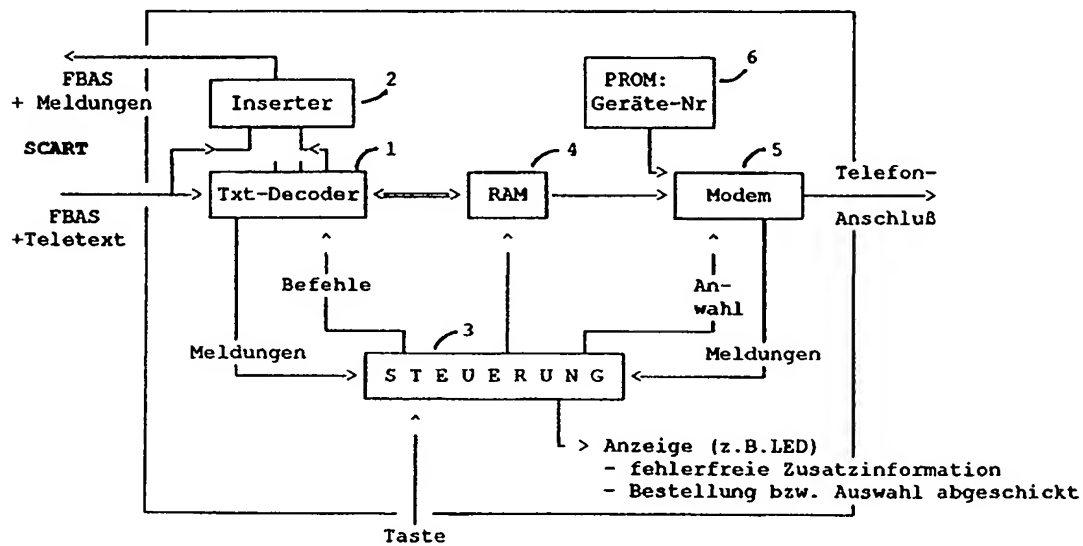 FBAS
+ Meldungen
SCART
FBAS
+Teletext
2
Inserter
1
Txt-Decoder
4
RAM
6
PROM:
Geräte-Nr
5
Modem
Telefon-
Anschluß
Befehle
An-
wahl
Meldungen
3
Meldungen
S T E U E R U N G
> Anzeige (z.B.LED)
- fehlerfreie Zusatzinformation
- Bestellung bzw. Auswahl abgeschickt
Taste